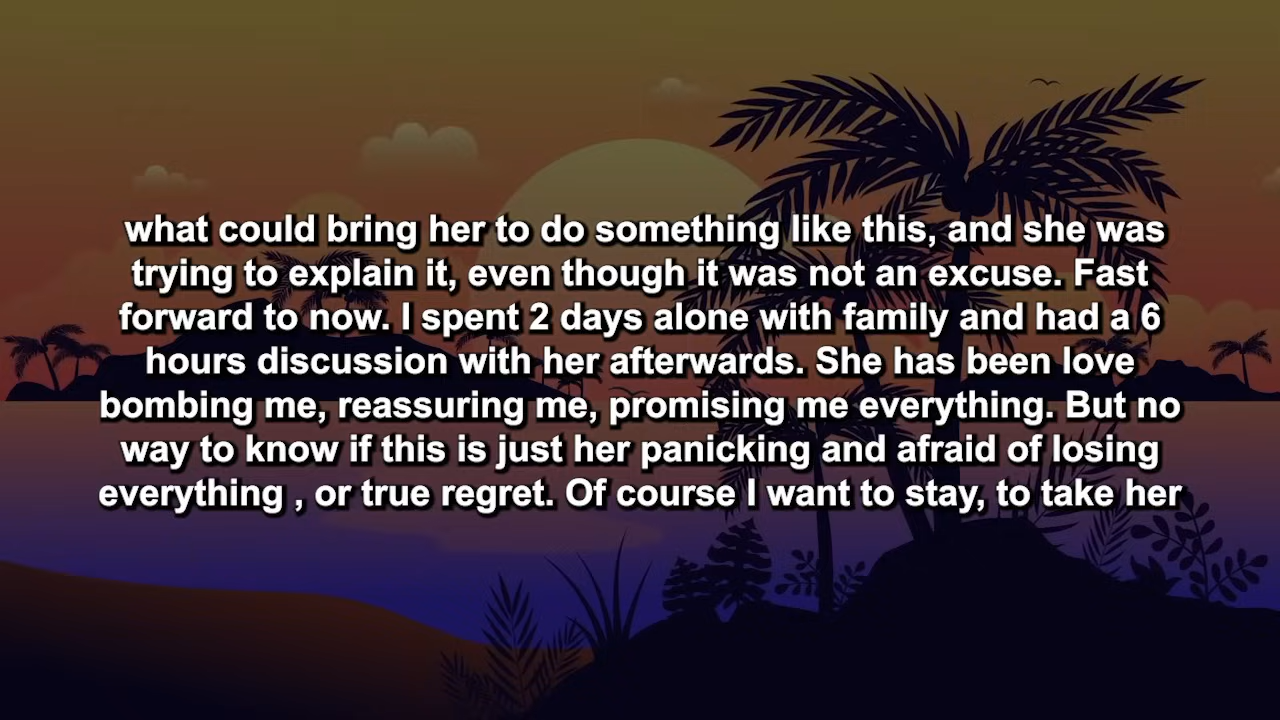 what could bring her to do something like this, and she was
trying to explain it, even though it was not an excuse. Fast
forward to now. I spent 2 days alone with family and had a 6
hours discussion with her afterwards. She has been love
bombing me, reassuring me, promising me everything. But no
way to know if this is just her panicking and afraid of losing
everything , or true regret. Of course I want to stay, to take her